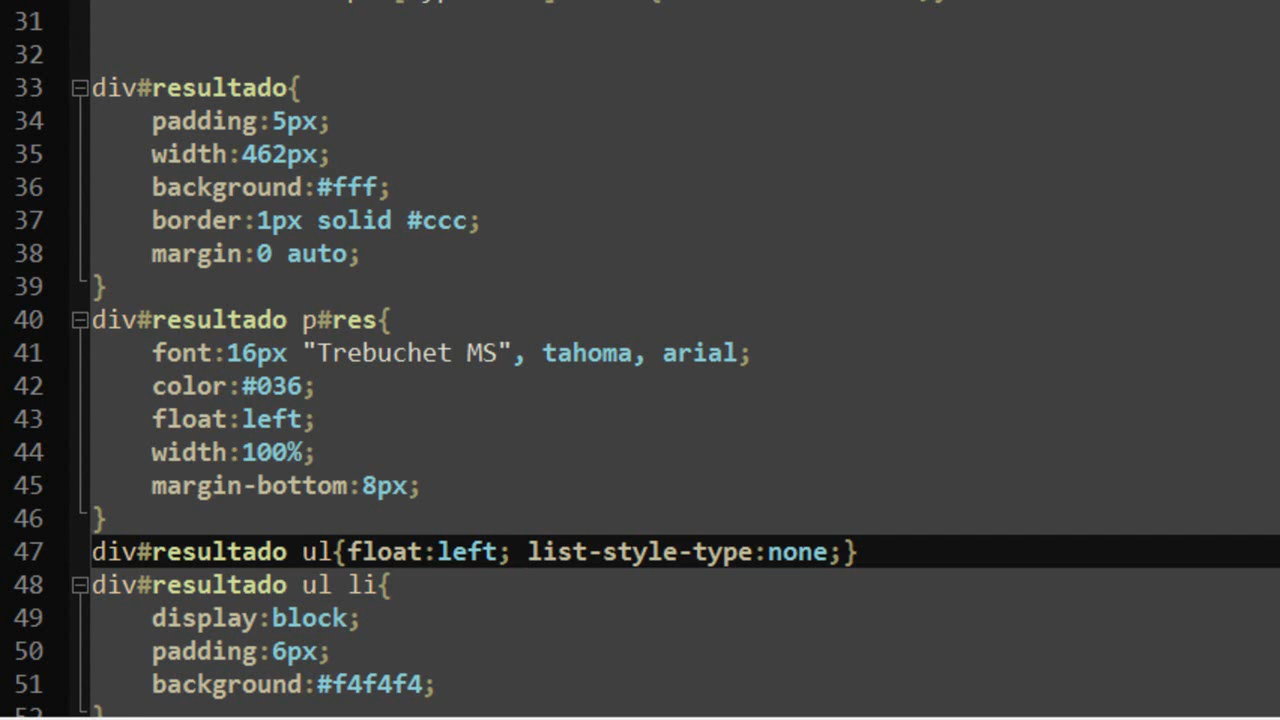 31
32
33 div#resultado{
34 padding:5px;
35 width:462px;
36 background:#fff;
37 border:1px solid #ccc;
38 margin:0 auto;
39 }
40 div#resultado p#res{
41 font:16px "Trebuchet MS", tahoma, arial;
42 color:#036;
43 float:left;
44 width:100%;
45 margin-bottom:8px;
46 }
47 div#resultado ul{float:left; list-style-type:none;}
48 div#resultado ul li{
49 display:block;
50 padding:6px;
51 background:#f4f4f4;
52 }